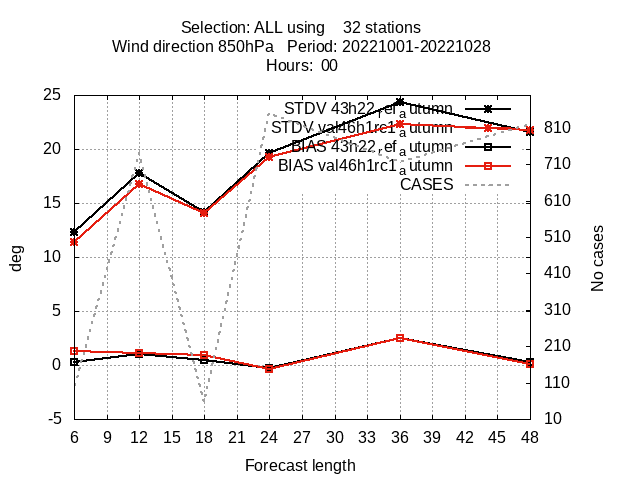 Selection: ALL using    32 stations
Wind direction 850hPa   Period: 20221001-20221028
Hours:  00
STDV 43h22ref_autumn
STDV val46h1rc1_autumn
BIAS 43h22ref_autumn
BIAS val46h1rc1_autumn
CASES
25
20
15
10
5
0
-5
deg
810
710
610
510
410
310
210
110
10
No cases
6 9 12 15 18 21 24 27 30 33 36 39 42 45 48
Forecast length